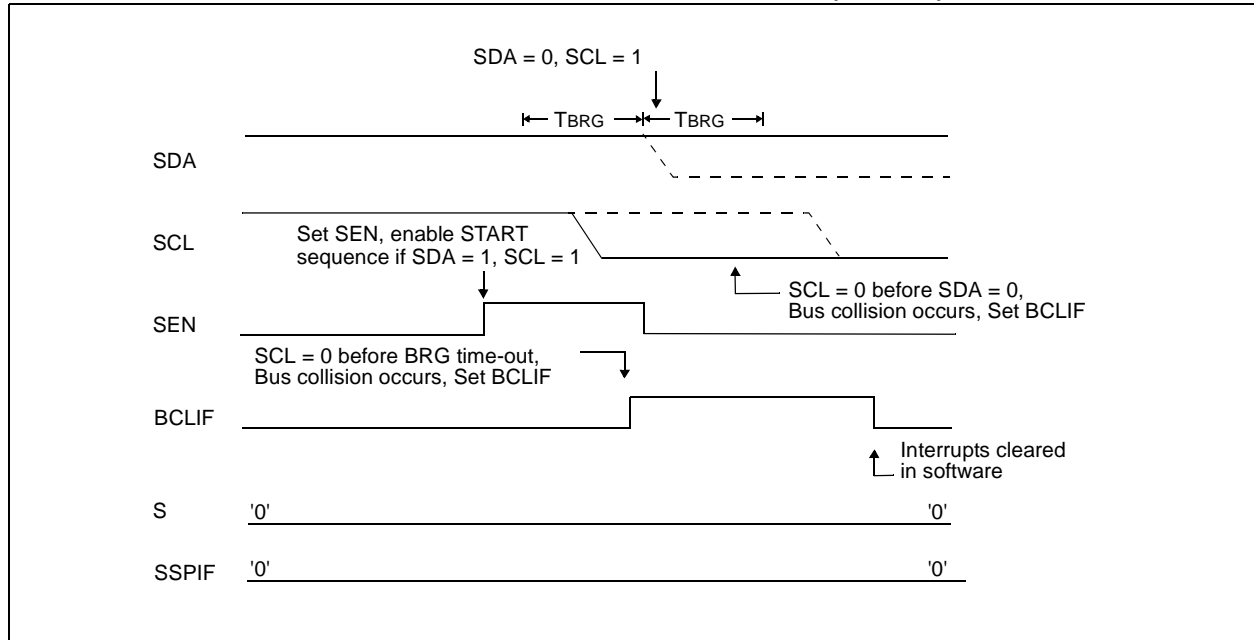 SDA = 0, SCL = 1
TBRG TBRG
SDA
SCL
Set SEN, enable START
sequence if SDA = 1, SCL = 1
SCL = 0 before SDA = 0,
Bus collision occurs, Set BCLIF
SEN
SCL = 0 before BRG time-out,
Bus collision occurs, Set BCLIF
BCLIF
Interrupts cleared
in software
S '0' '0'
SSPIF '0' '0'